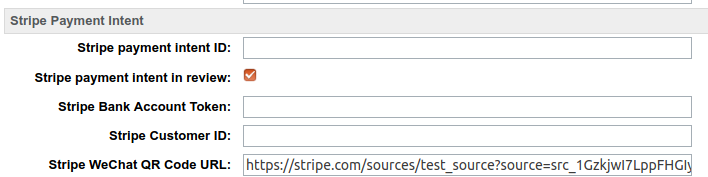 Stripe Payment Intent
Stripe payment intent ID:
Stripe payment intent in review:
Stripe Bank Account Token:
Stripe Customer ID:
Stripe WeChat QR Code URL: https://stripe.com/sources/test_source?source=src_1GzkjwI7LppFHGIy